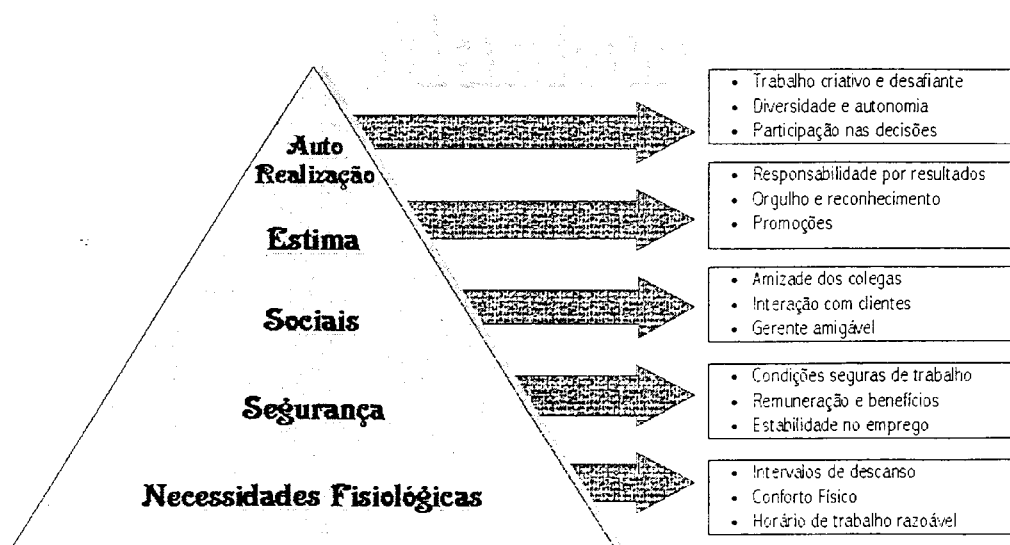 Auto
Realização
• Trabalho criativo e desafiante
• Diversidade e autonomia
• Participação nas decisões
Estima
• Responsabilidade por resultados
• Orgulho e reconhecimento
• Promoções
Sociais
• Amizade dos colegas
• Interação com clientes
• Gerente amigável
Segurança
• Condições seguras de trabalho
• Remuneração e benefícios
• Estabilidade no emprego
Necessidades Fisiológicas
• Intervalos de descanso
• Conforto Físico
• Horário de trabalho razoável